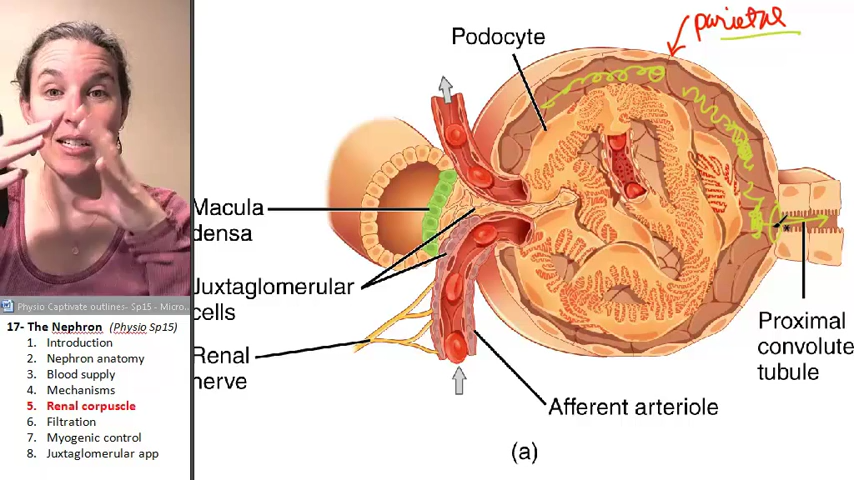 parietal
Podocyte
Macula
densa
Juxtaglomerular
cells
Renal
nerve
Proximal
convolute
tubule
Afferent arteriole
(a)
*
Physio Captivate outlines- Sp15 - Micro...
17- The Nephron (Physio Sp15)
1. Introduction
2. Nephron anatomy
3. Blood supply
4. Mechanisms
5. Renal corpuscle
6. Filtration
7. Myogenic control
8. Juxtaglomerular app